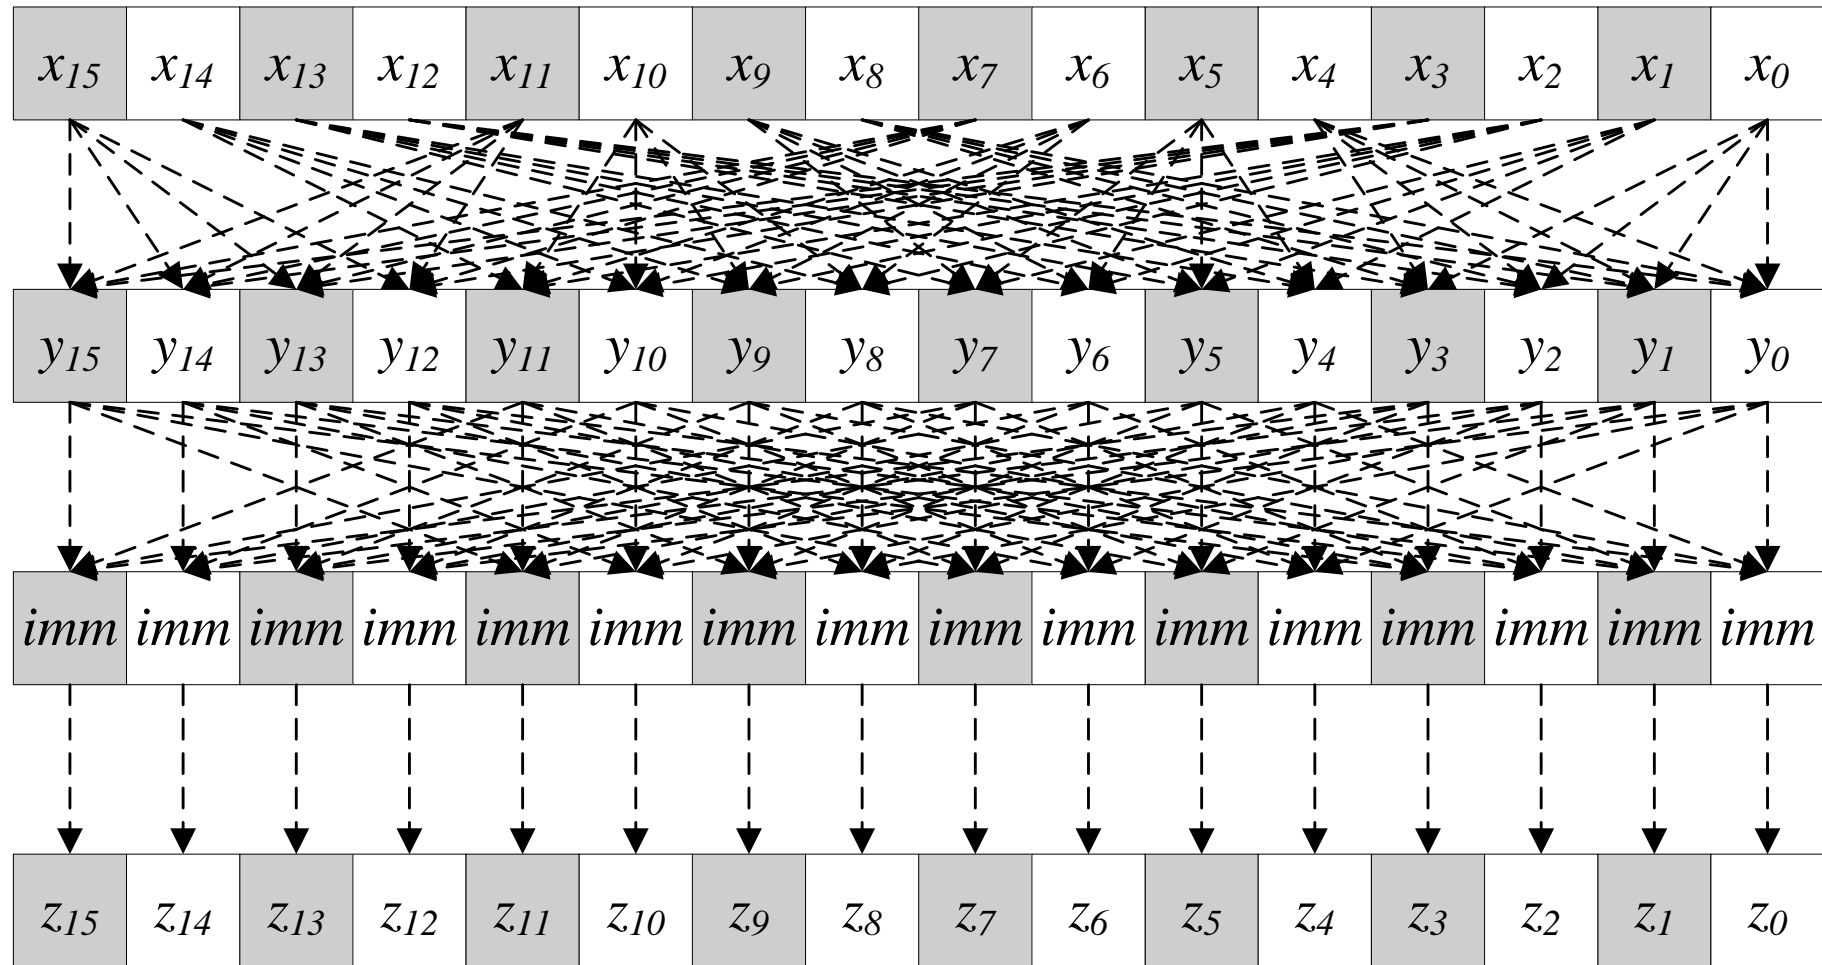 x15 x14 x13 x12 x11 x10 x9 x8 x7 x6 x5 x4 x3 x2 x1 x0
y15 y14 y13 y12 y11 y10 y9 y8 y7 y6 y5 y4 y3 y2 y1 y0
imm imm imm imm imm imm imm imm imm imm imm imm imm imm imm imm
z15 z14 z13 z12 z11 z10 z9 z8 z7 z6 z5 z4 z3 z2 z1 z0